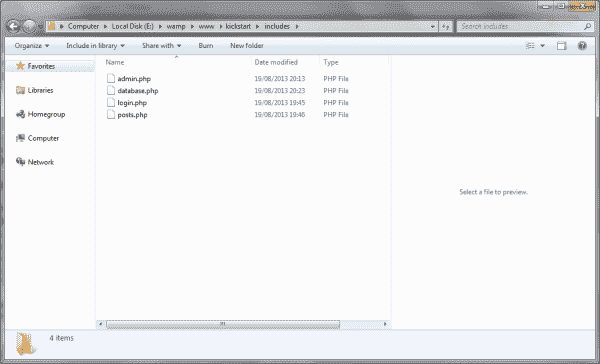 Computer ▸ Local Disk (E:) ▸ wamp ▸ www ▸ kickstart ▸ includes ▸
Search includes
Organize Include in library Share with Burn New folder
Favorites
Libraries
Homegroup
Computer
Network
Name Date modified Type
admin.php 19/08/2013 20:13 PHP File
database.php 19/08/2013 20:23 PHP File
login.php 19/08/2013 19:45 PHP File
posts.php 19/08/2013 19:46 PHP File
Select a file to preview.
4 items